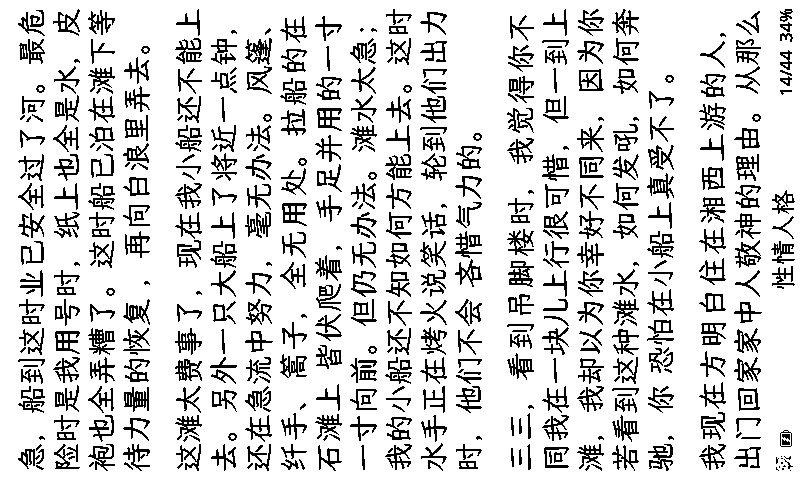 急，船到这时业已安全过了河。最危
险时是我用号时，纸上也全是水，皮
袍也全弄糟了。这时船已泊在滩下等
待力量的恢复，再向白浪里弄去。
这滩太费事了，现在我小船还不能上
去。另外一只大船上了将近一点钟，
还在急流中努力，毫无办法。风篷、
纤手、篙子，全无用处。拉船的在
石滩上皆伏爬着，手足并用的一寸
一寸向前。但仍无办法。滩水太急；
我的小船还不知如何方能上去。这时
水手正在烤火说笑话，轮到他们出力
时，他们不会吝惜气力的。
三三，看到吊脚楼时，我觉得你不
同我在一块儿上行很可惜，但一到上
滩，我却以为你幸好不同来，因为你
若看到这种滩水，如何发吼，如何奔
驰，你恐怕在小船上真受不了。
我现在方明白住在湘西上游的人，
出门回家家中人敬神的理由。从那么
性情人格
14/44 34%